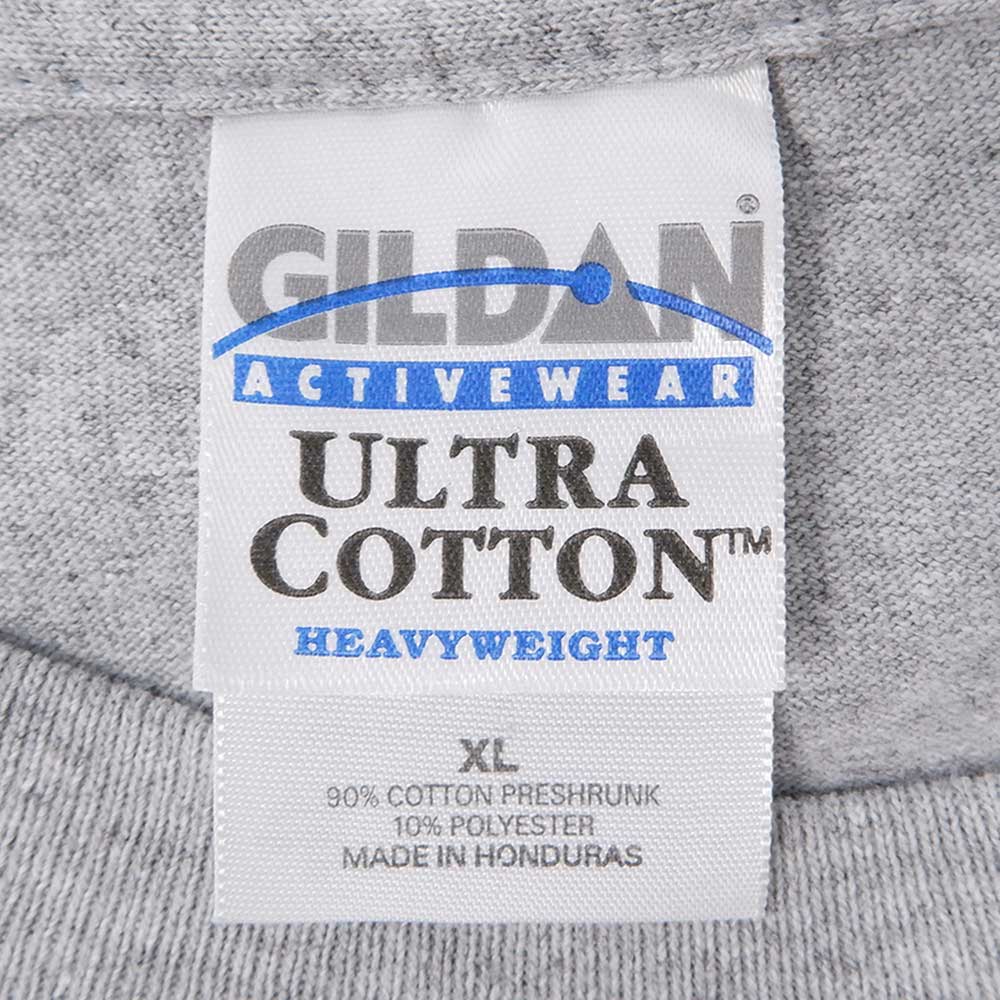 GILDAN®
ACTIVEWEAR
ULTRA
COTTON™
HEAVYWEIGHT
XL
90% COTTON PRESHRUNK
10% POLYESTER
MADE IN HONDURAS